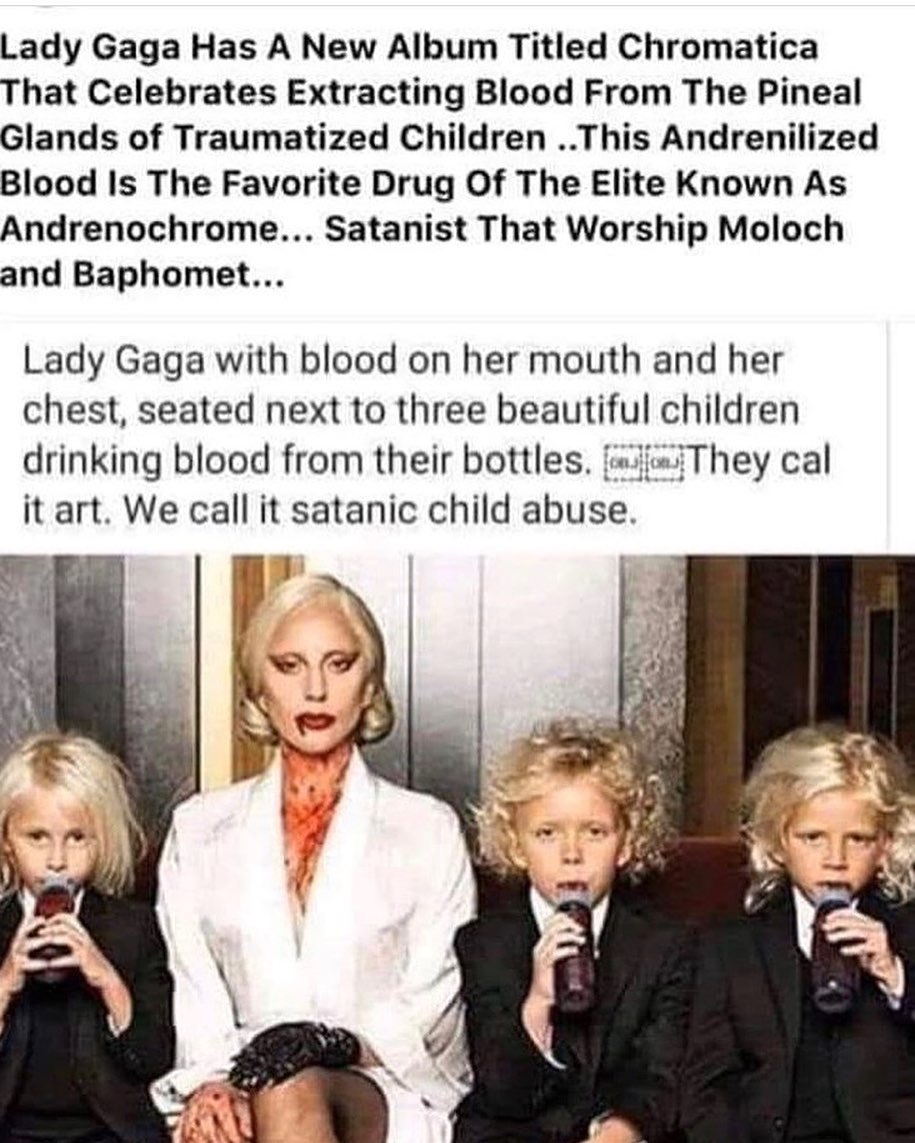 Lady Gaga Has A New Album Titled Chromatica
That Celebrates Extracting Blood From The Pineal
Glands of Traumatized Children ..This Andrenilized
Blood Is The Favorite Drug Of The Elite Known As
Andrenochrome... Satanist That Worship Moloch
and Baphomet...
Lady Gaga with blood on her mouth and her
chest, seated next to three beautiful children
drinking blood from their bottles. They cal
it art. We call it satanic child abuse.